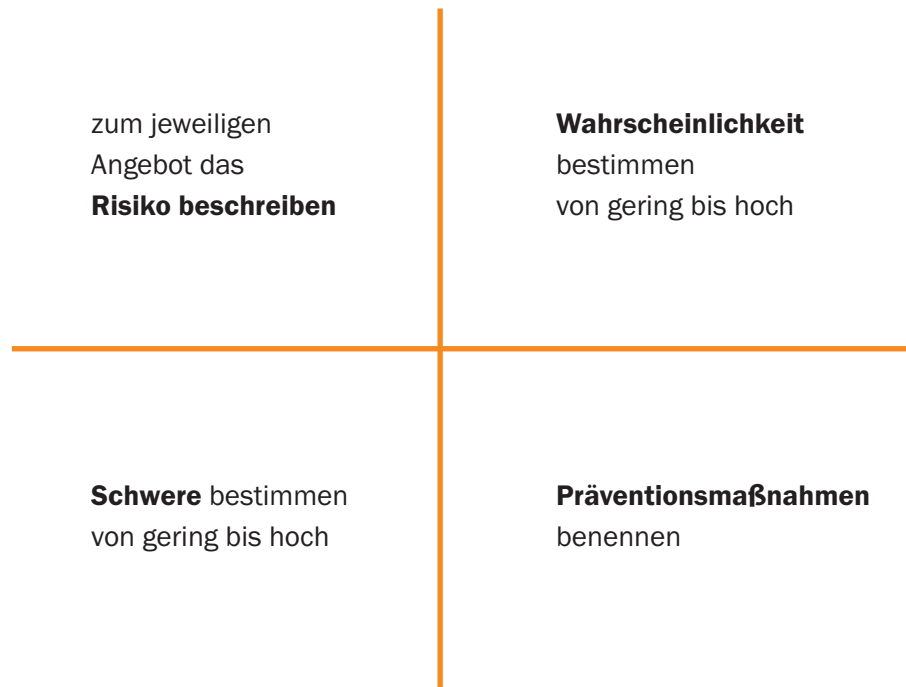 zum jeweiligen
Angebot das
Risiko beschreiben
Wahrscheinlichkeit
bestimmen
von gering bis hoch
Schwere bestimmen
von gering bis hoch
Präventionsmaßnahmen
benennen